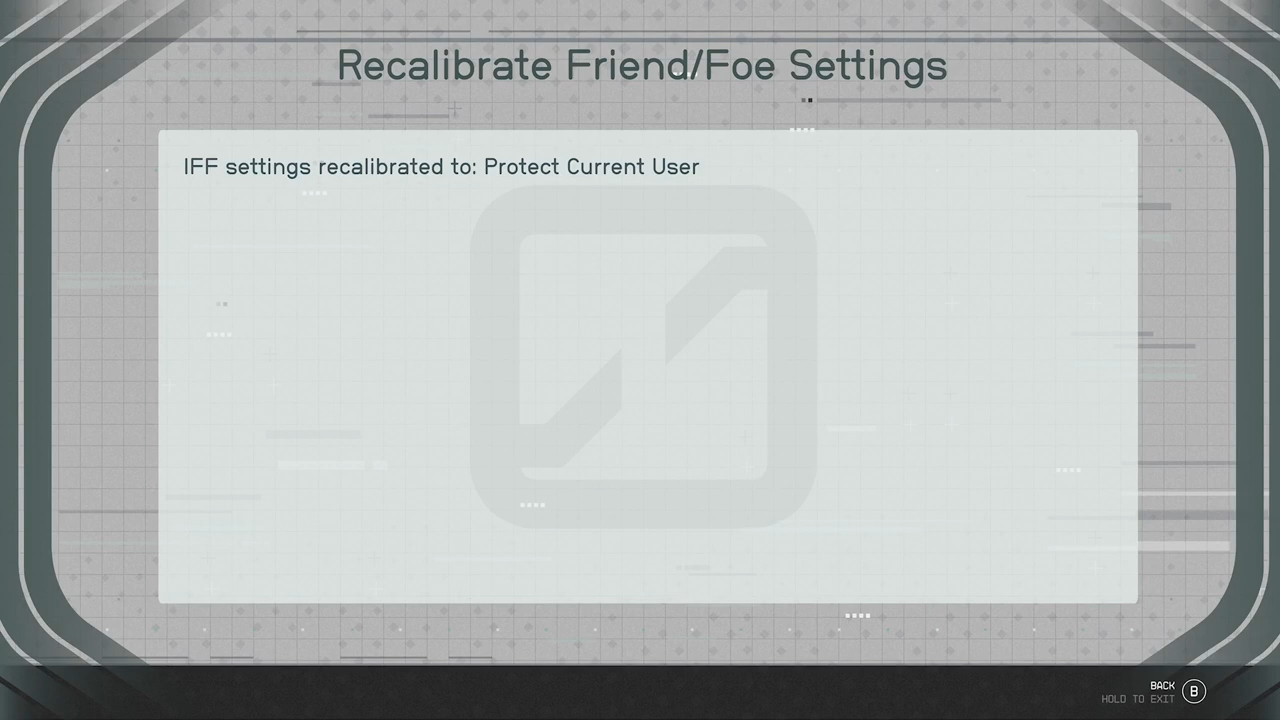 Recalibrate Friend/Foe Settings
IFF settings recalibrated to: Protect Current User
BACK
HOLD TO EXIT
B